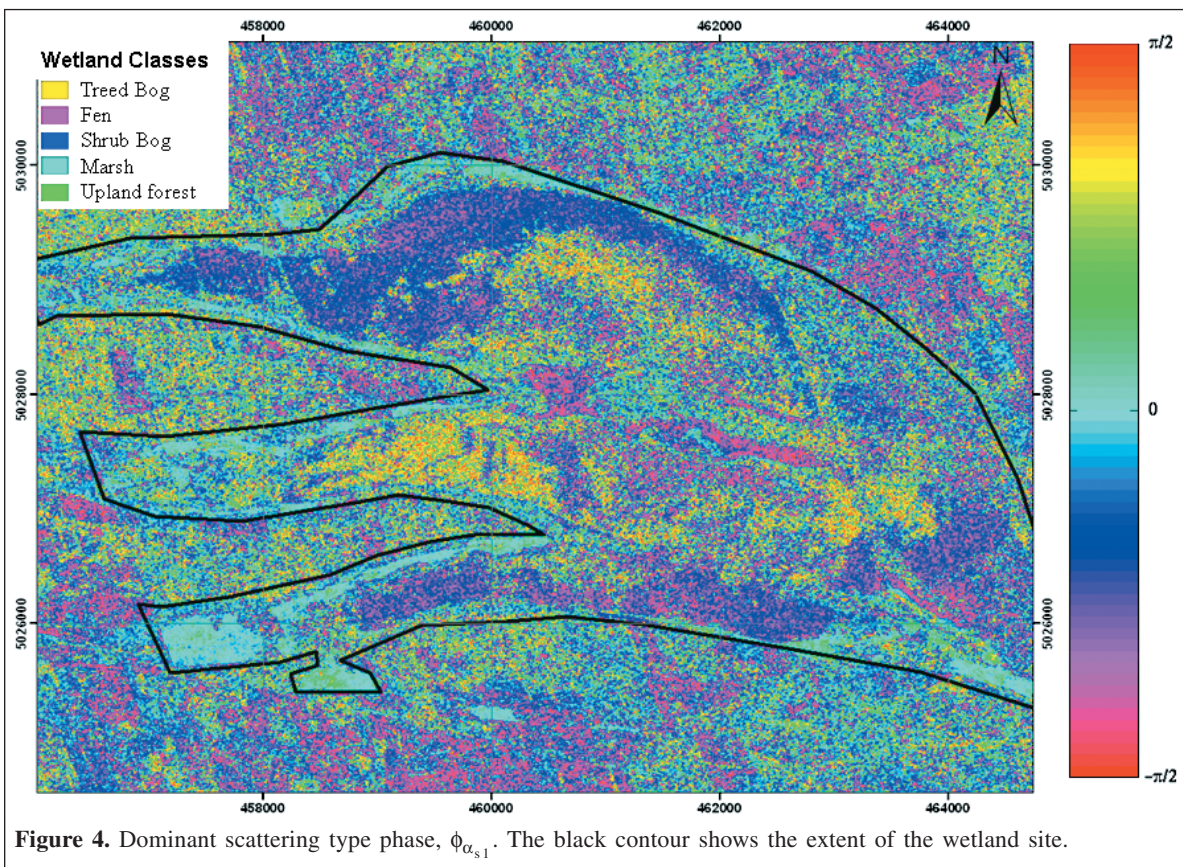 458000 460000 462000 464000
Wetland Classes
Treed Bog
Fen
Shrub Bog
Marsh
Upland forest
N
π/2
0
−π/2
5030000 5030000
5028000 5028000
5026000 5026000
458000 460000 462000 464000
Figure 4. Dominant scattering type phase, ϕαs1. The black contour shows the extent of the wetland site.